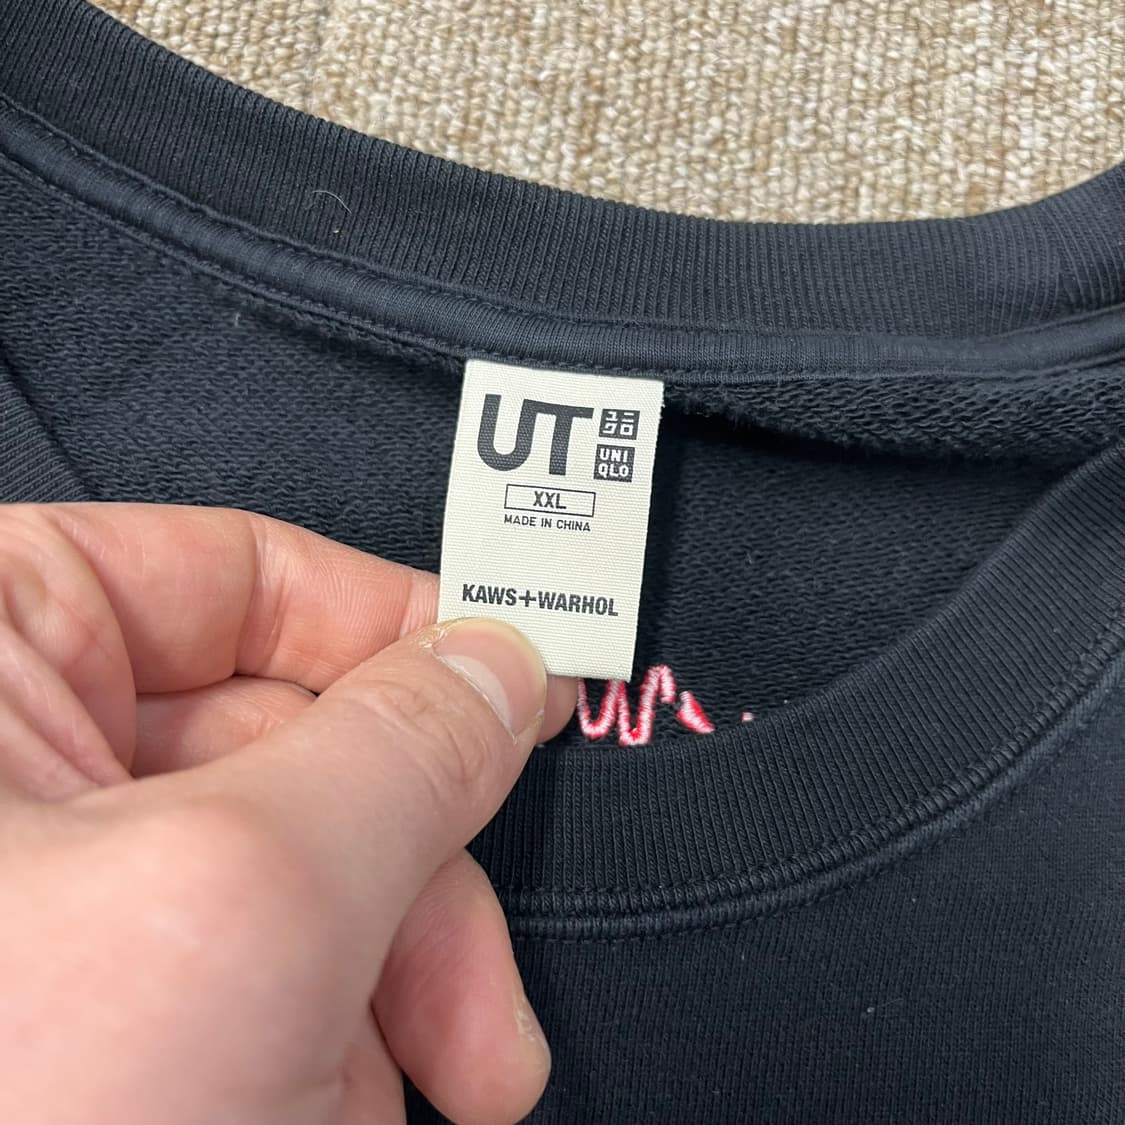 UT
ユニ
クロ
UNI
QLO
XXL
MADE IN CHINA
KAWS+WARHOL